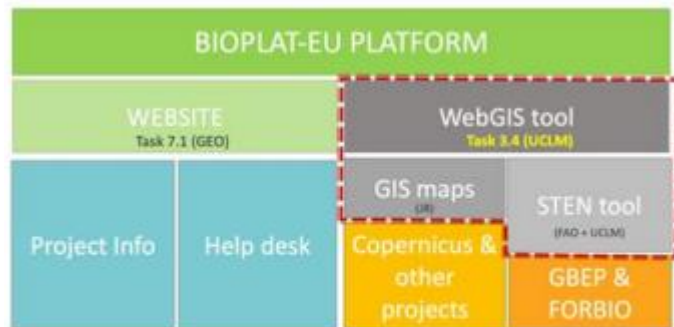 BIOPLAT-EU PLATFORM
WEBSITE
Task 7.1 (GEO)
WebGIS tool
Task 3.4 (UCLM)
Project Info
Help desk
GIS maps
(JR)
Copernicus &
other
projects
STEN tool
(FAO + UCLM)
GBEP &
FORBIO